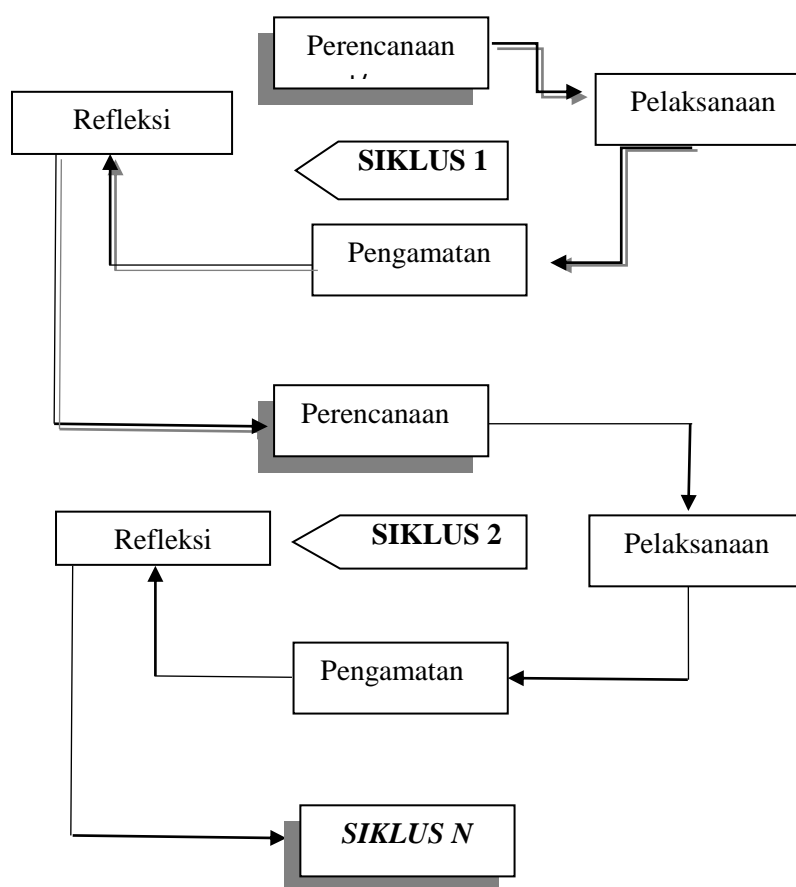 Perencanaan
Pelaksanaan
Refleksi
SIKLUS 1
Pengamatan
Perencanaan
Refleksi
SIKLUS 2
Pelaksanaan
Pengamatan
SIKLUS N